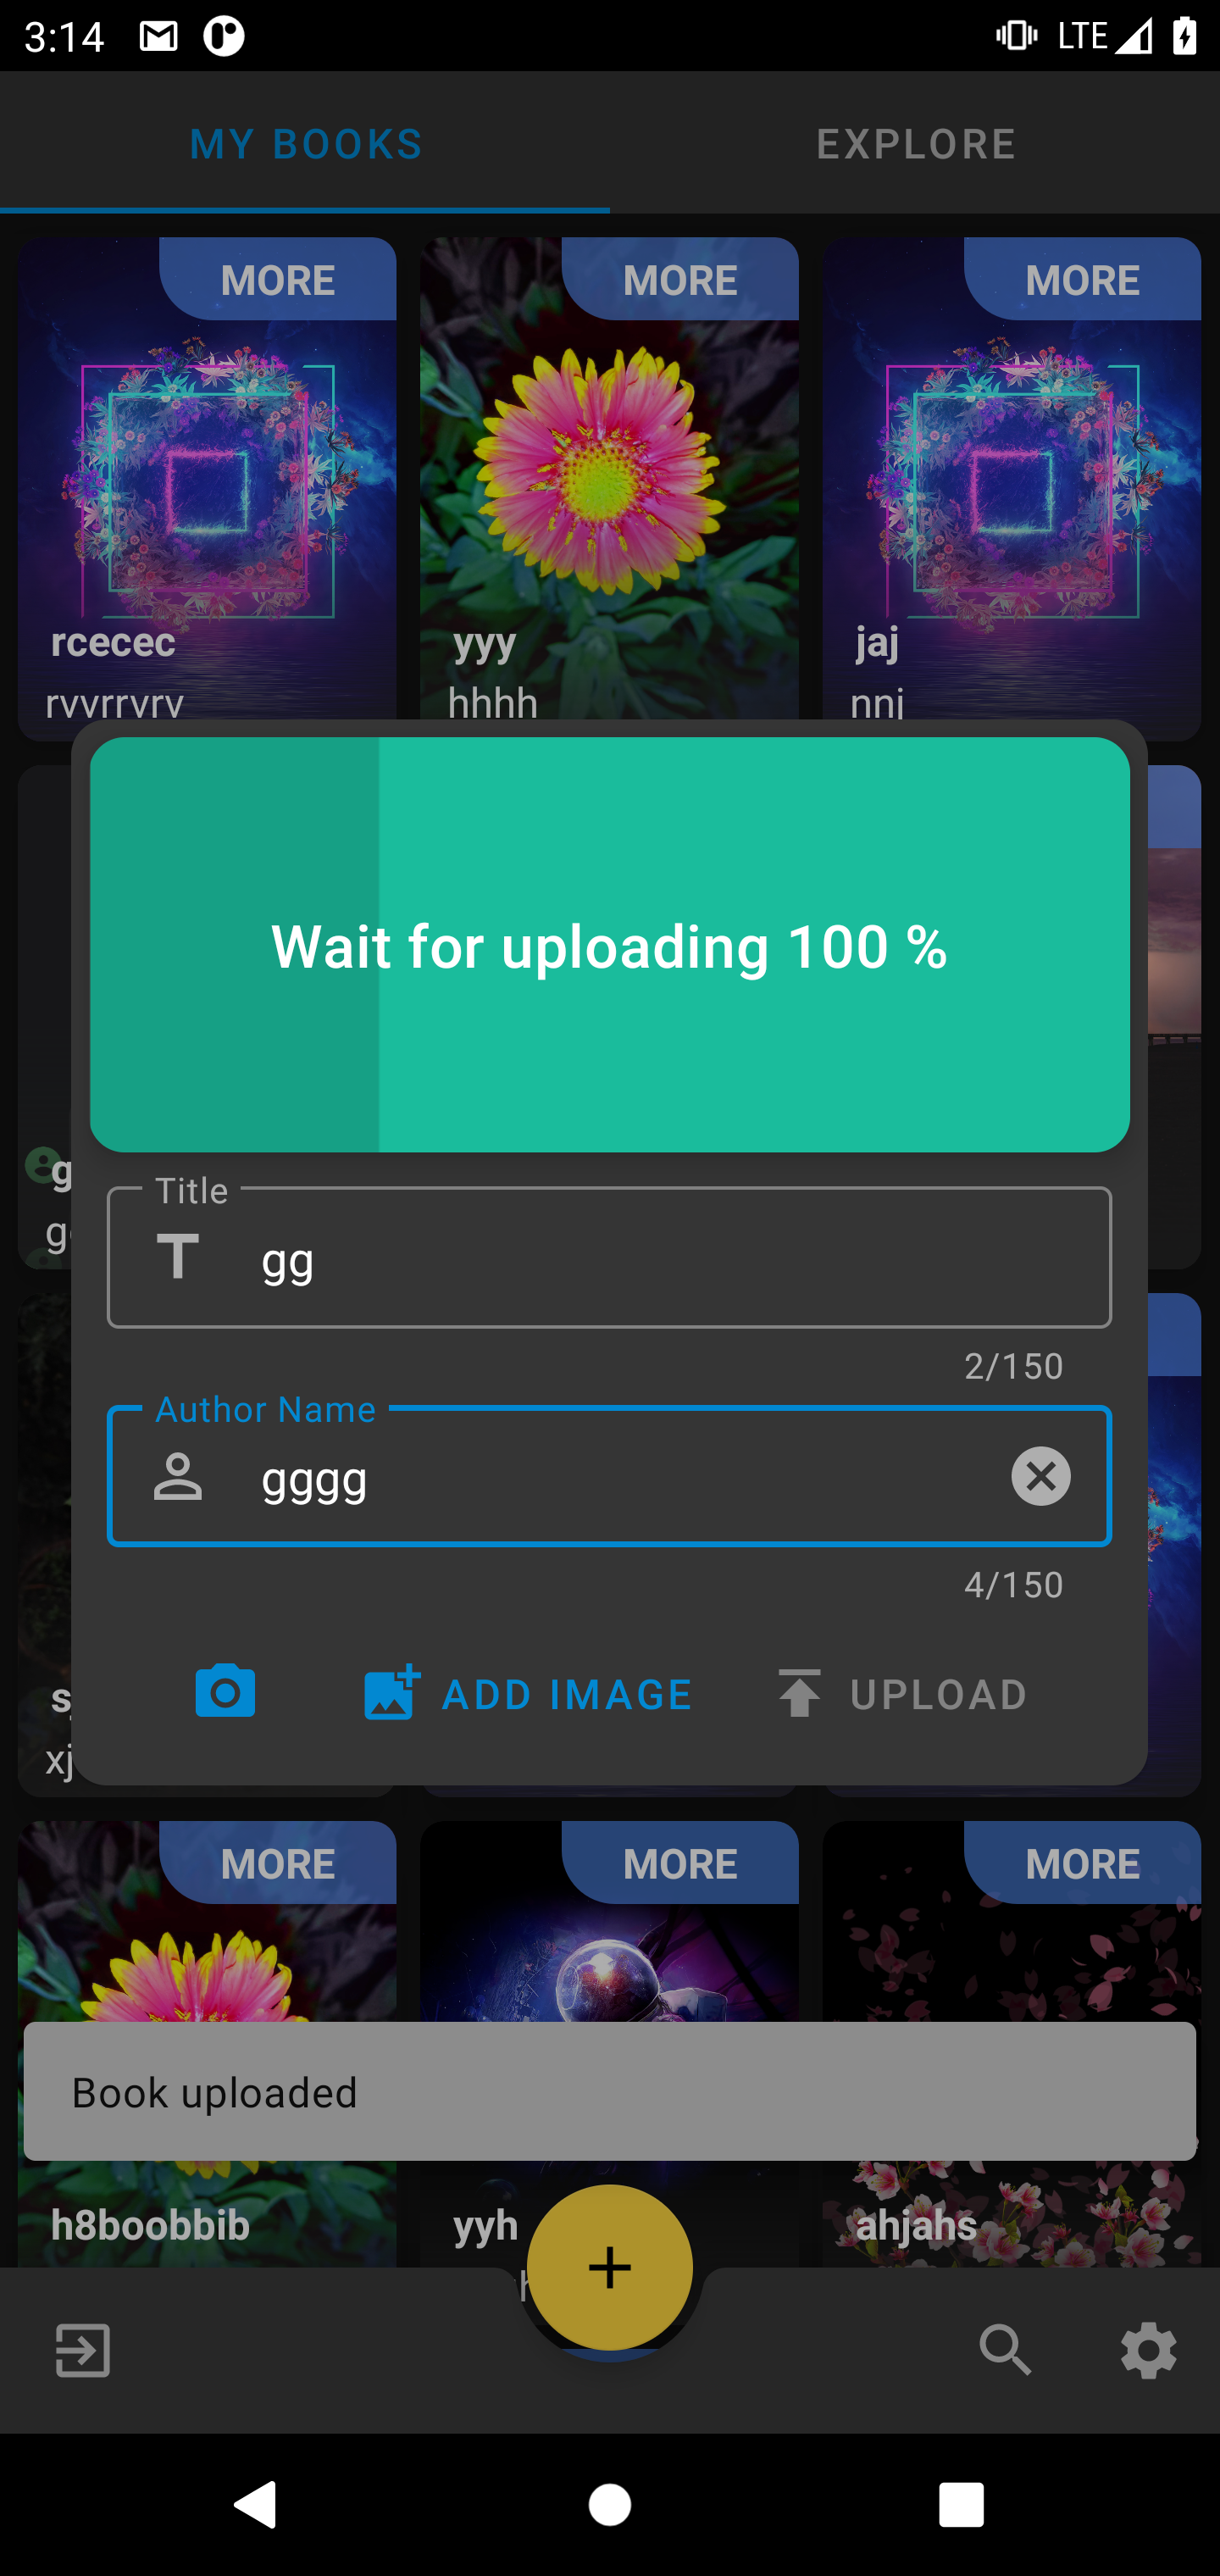 3:14
LTE
MY BOOKS EXPLORE
MORE MORE MORE
rcecec yyy jaj
rvvrrvrv hhhh nnj
Wait for uploading 100 %
Title
gg
2/150
Author Name
gggg
4/150
ADD IMAGE UPLOAD
xj
MORE MORE MORE
Book uploaded
h8boobbib yyh ahjahs